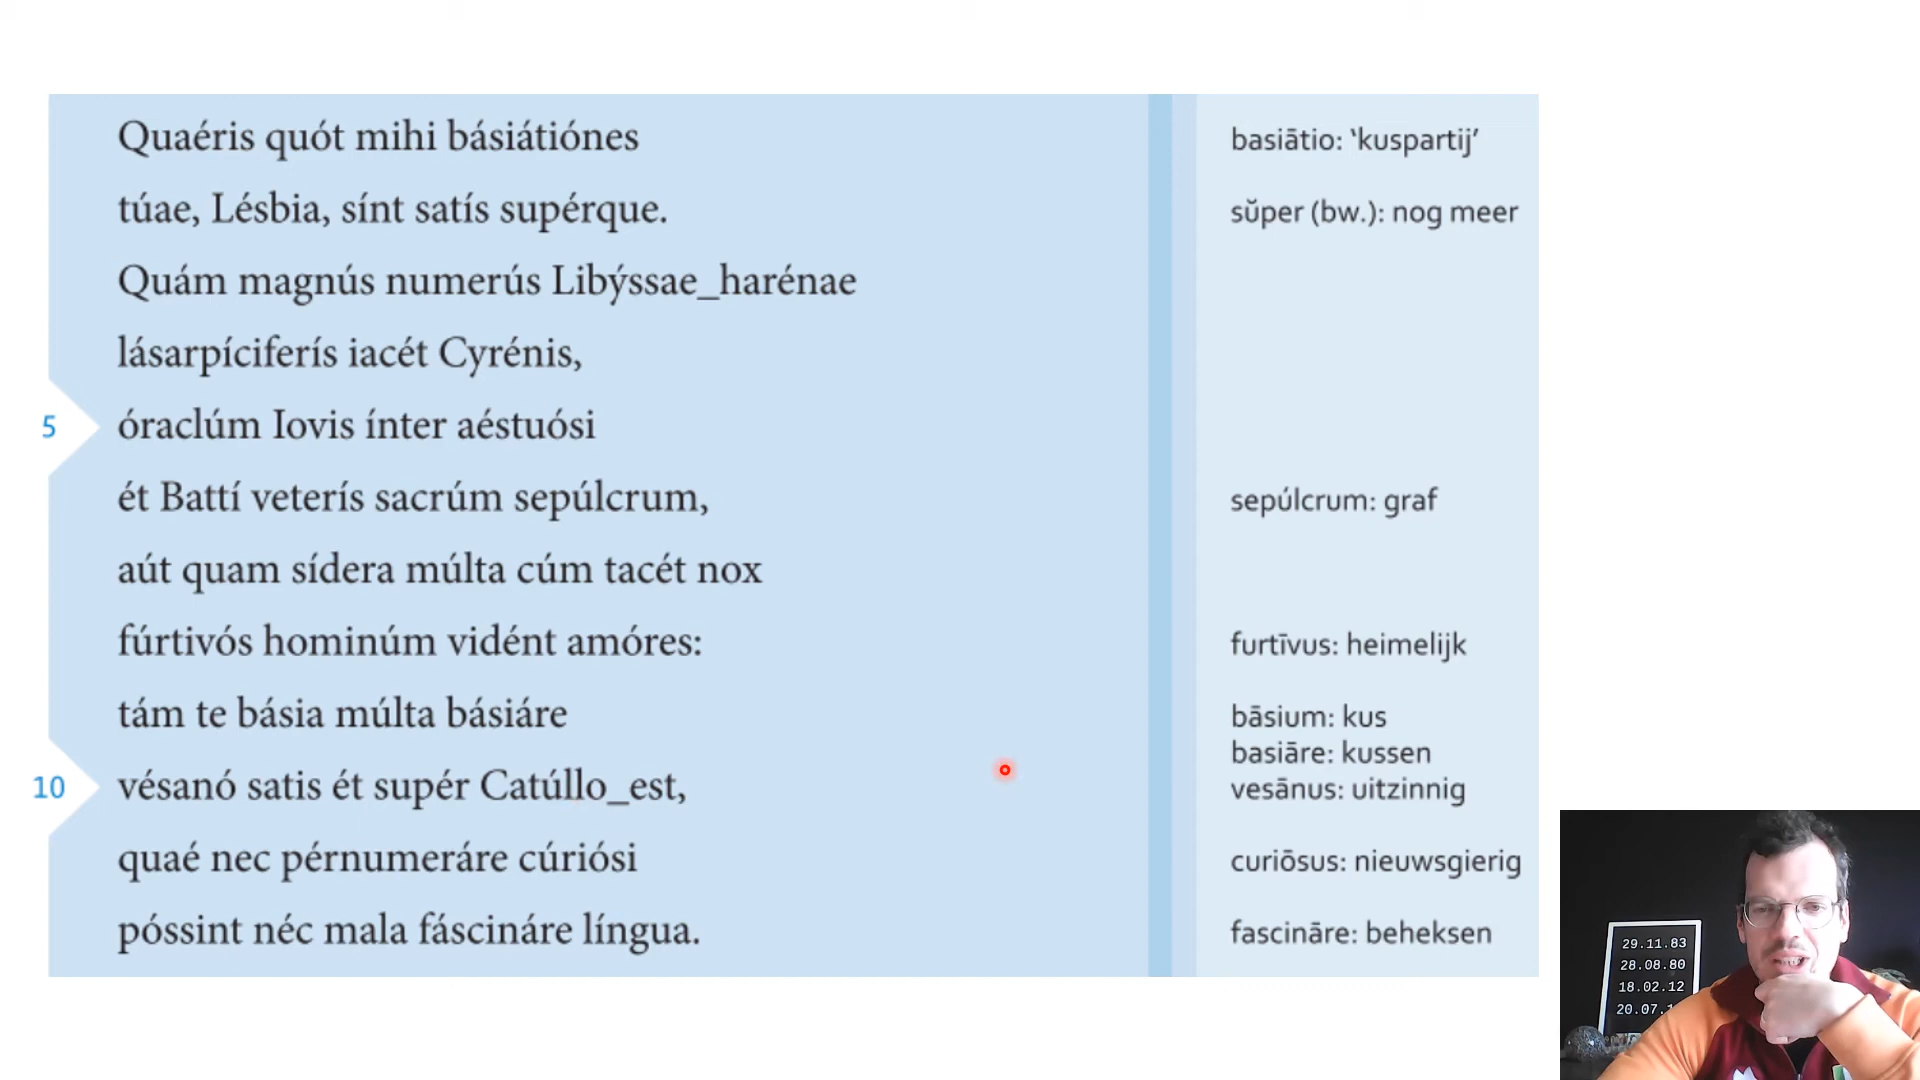 Quaéris quót mihi básiátiónes
túae, Lésbia, sínt satís supérque.
Quám magnús numerús Libýssae_harénae
lásarpíciferís iacét Cyrénis,
5 óraclúm Iovis ínter aéstuósi
ét Battí veterís sacrúm sepúlcrum,
aút quam sídera múlta cúm tacét nox
fúrtivós hominúm vidént amóres:
tám te básia múlta básiáre
10 vésanó satis ét supér Catúllo_est,
quaé nec pérnumeráre cúriósi
póssint néc mala fáscináre língua.
basiātio: ‘kuspartij’
sŭper (bw.): nog meer
sepúlcrum: graf
furtīvus: heimelijk
bāsium: kus
basiāre: kussen
vesānus: uitzinnig
curiōsus: nieuwsgierig
fascināre: beheksen
29.11.83
28.08.80
18.02.12
20.07.